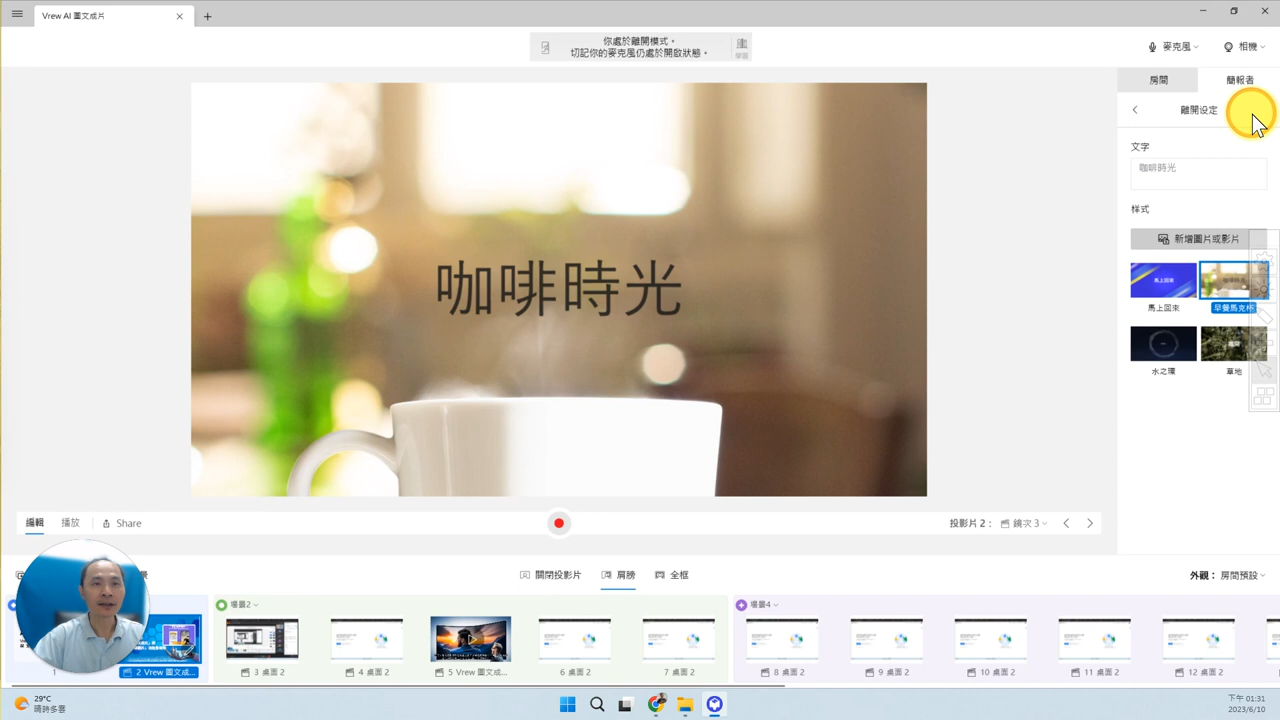 Vrew AI 圖文成片
你處於離開模式。
切記你的麥克風仍處於開啟狀態。
麥克風
相機
房間
簡報者
離開设定
文字
咖啡時光
样式
新增圖片或影片
馬上回來
馬上回來
早餐馬克杯
水之環
草地
咖啡時光
編輯
播放
Share
投影片 2：
鏡次 3
關閉投影片
肩膀
全框
外觀：
房間預設
場景2
場景4
1
2 Vrew 圖文成...
3 桌面 2
4 桌面 2
5 Vrew 圖文成...
6 桌面 2
7 桌面 2
8 桌面 2
9 桌面 2
10 桌面 2
11 桌面 2
12 桌面 2
29°C
晴時多雲
下午 01:31
2023/6/10